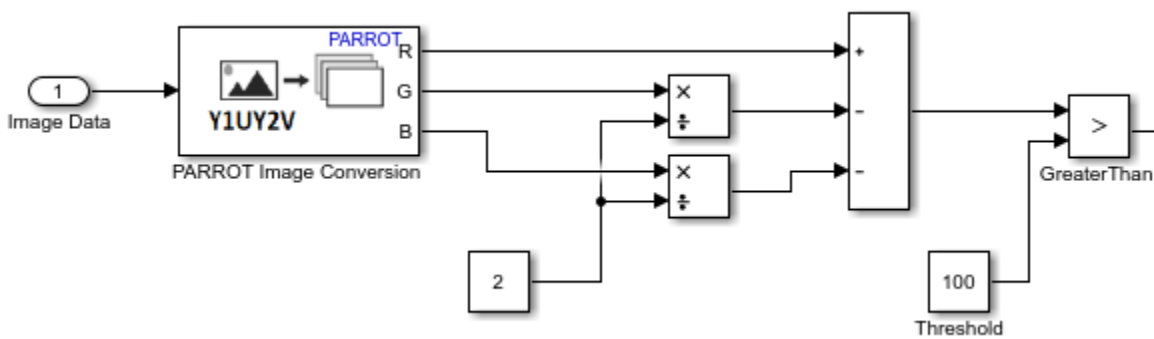 PARROT
R
1
G
Image Data
Y1UY2V
B
PARROT Image Conversion
×
÷
×
÷
+
-
-
>
GreaterThan
2
100
Threshold